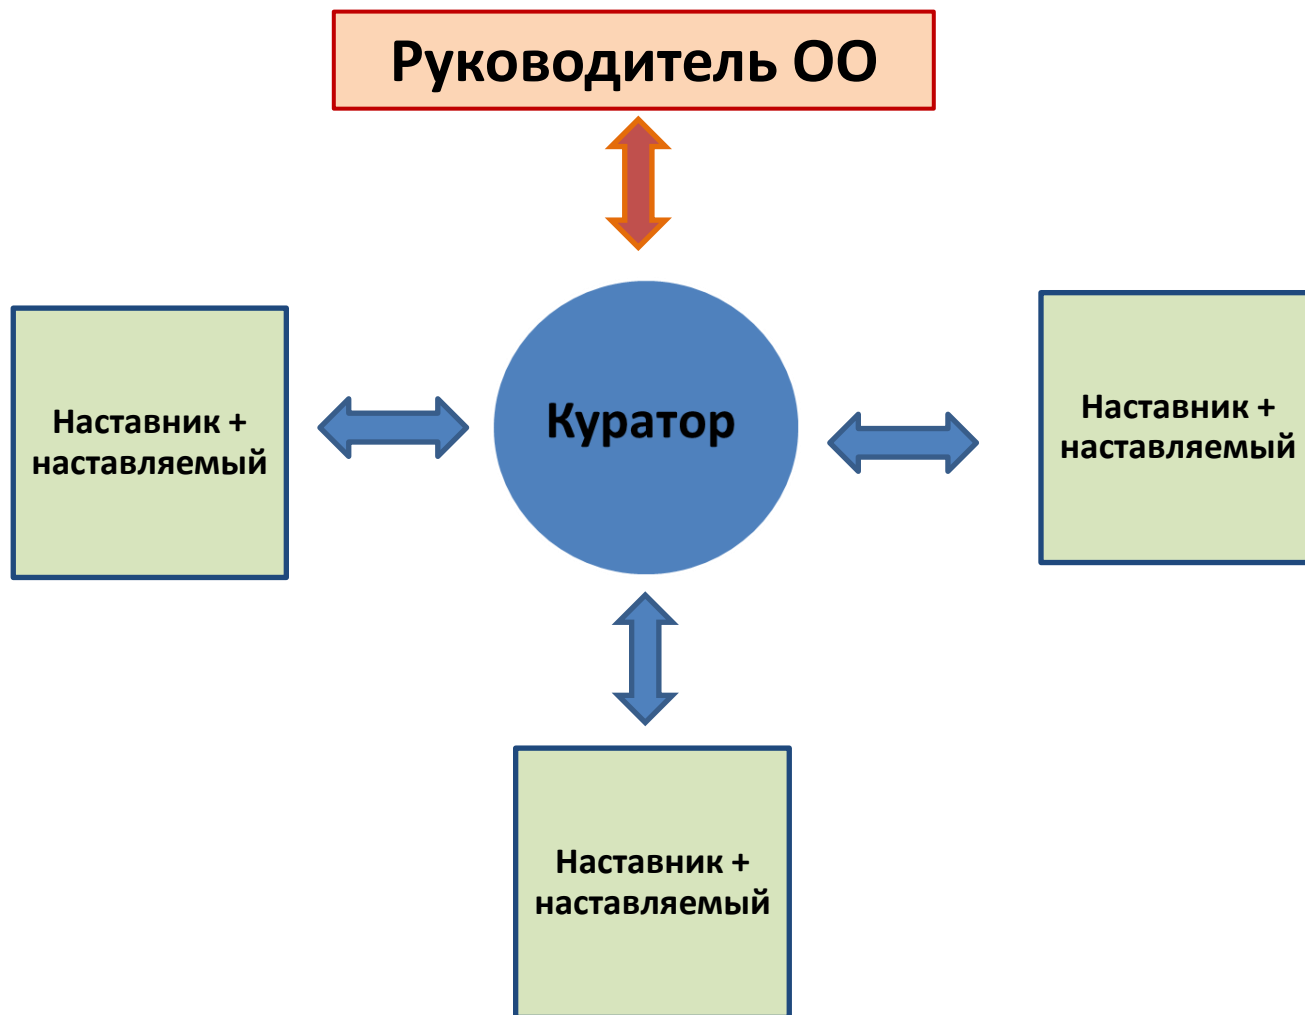 Руководитель ОО
Наставник +
наставляемый
Куратор
Наставник +
наставляемый
Наставник +
наставляемый